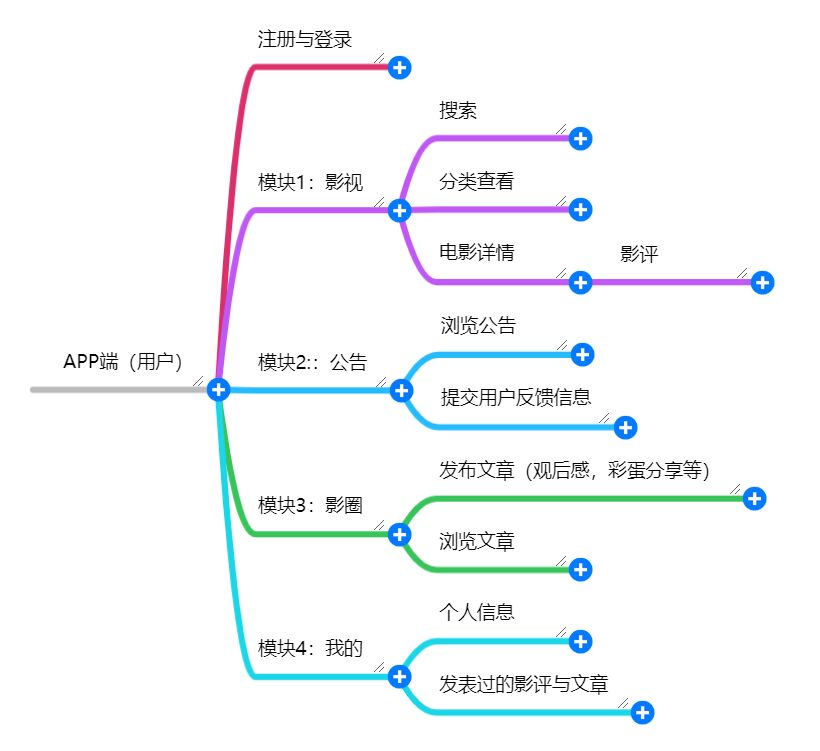 注册与登录
搜索
模块1：影视
分类查看
电影详情
影评
浏览公告
APP端（用户）
模块2:：公告
提交用户反馈信息
发布文章（观后感，彩蛋分享等）
模块3：影圈
浏览文章
个人信息
模块4：我的
发表过的影评与文章